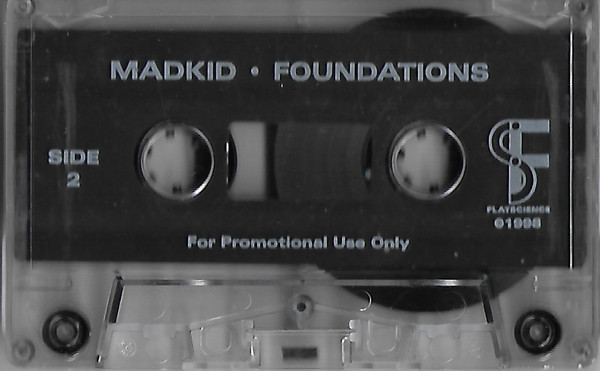 MADKID • FOUNDATIONS
SIDE
2
FLATSCIENCE
©1998
For Promotional Use Only